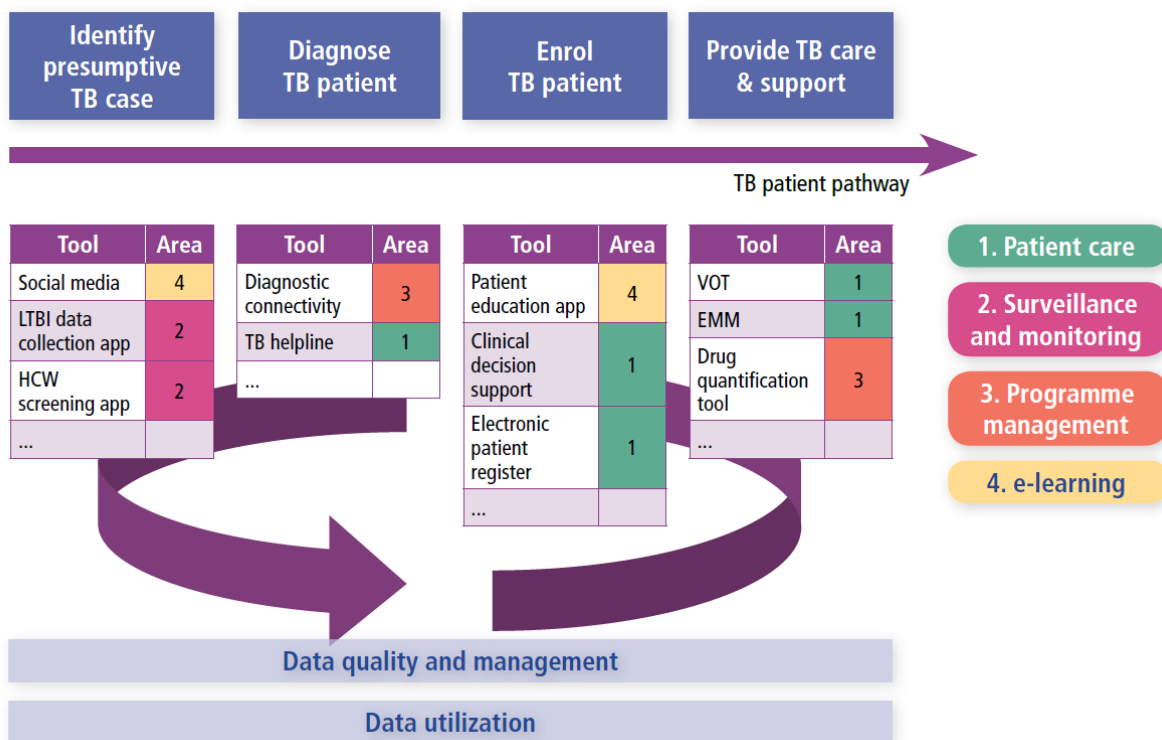 Identify
presumptive
TB case
Diagnose
TB patient
Enrol
TB patient
Provide TB care
& support
TB patient pathway
Tool Area
Social media 4
LTBI data
collection app 2
HCW
screening app 2
...
Tool Area
Diagnostic
connectivity 3
TB helpline 1
...
Tool Area
Patient
education app 4
Clinical
decision
support 1
Electronic
patient
register 1
...
Tool Area
VOT 1
EMM 1
Drug
quantification
tool 3
...
1. Patient care
2. Surveillance
and monitoring
3. Programme
management
4. e-learning
Data quality and management
Data utilization